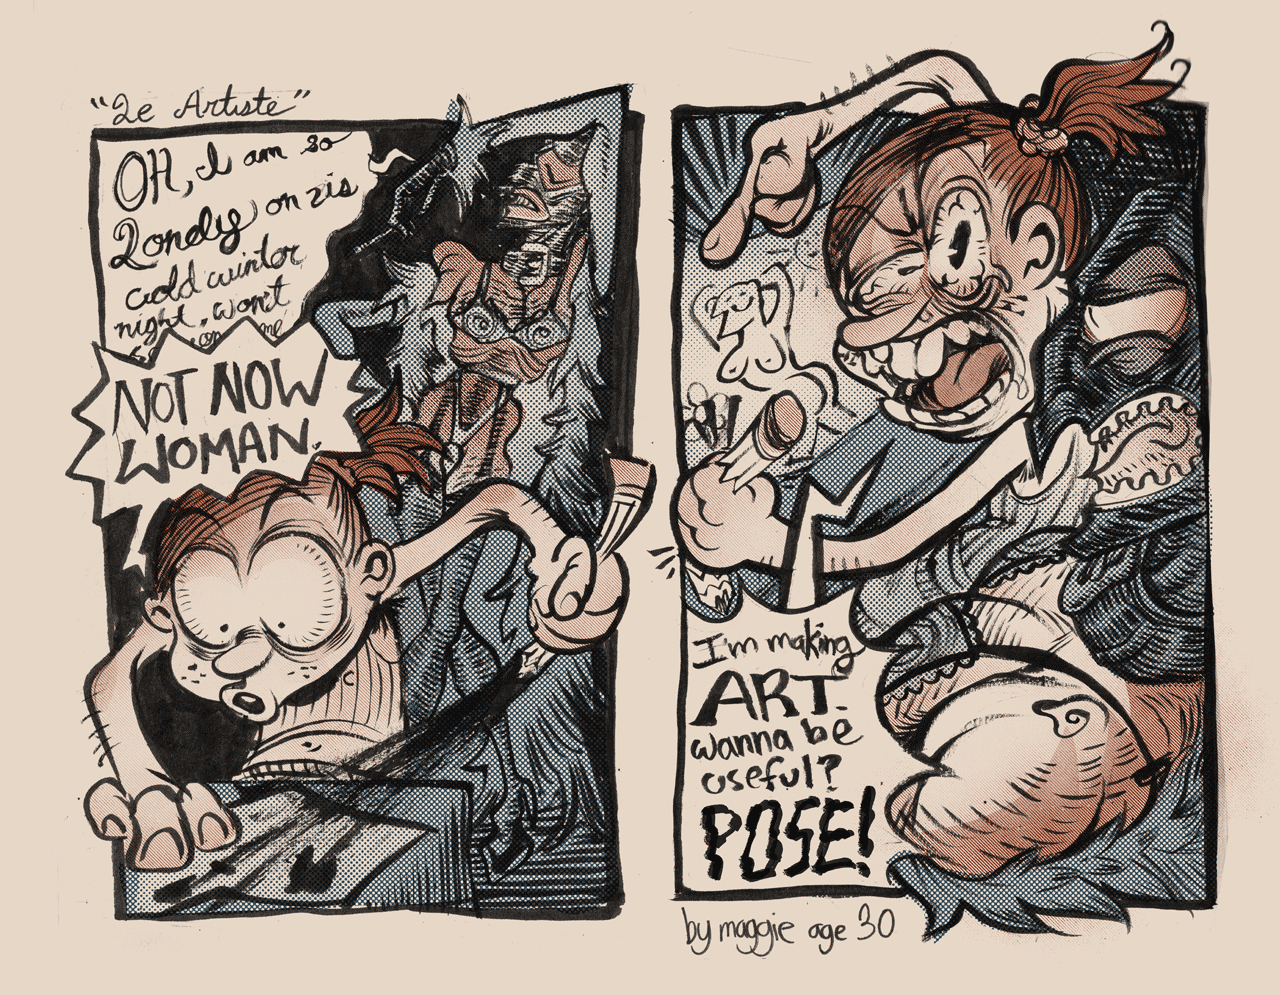 "Le Artiste"
OH, I am so
Lonely on zis
cold winter
night, won't
me
NOT NOW
WOMAN.
I'm making
ART.
wanna be
useful?
POSE!
by maggie age 30